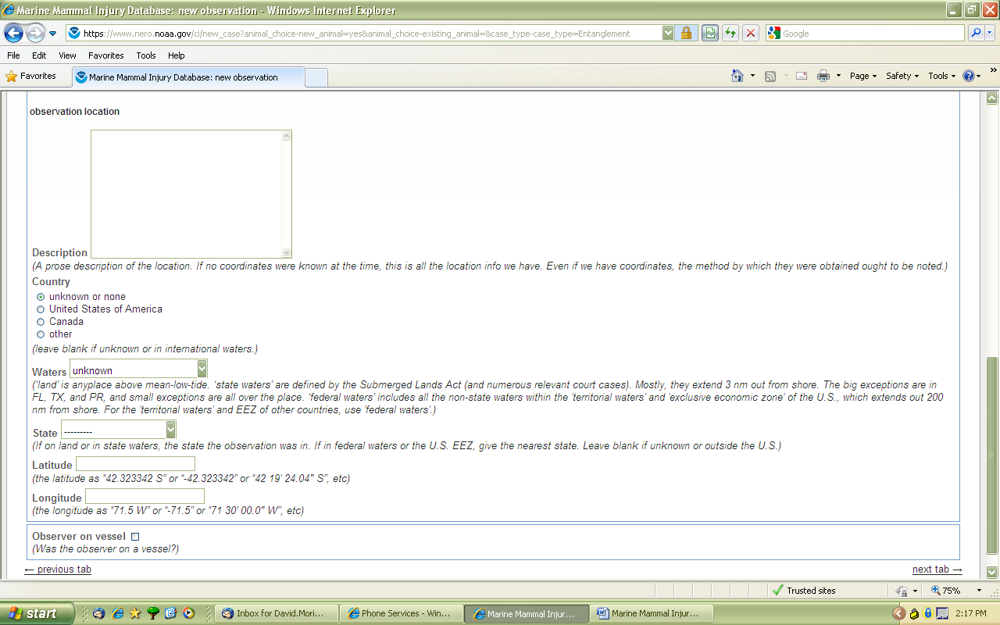 Marine Mammal Injury Database: new observation - Windows Internet Explorer
https://www.nero.noaa.gov/ci/new_case?animal_choice-new_animal=yes&animal_choice-existing_animal=&case_type-case_type=Entanglement
Google
File Edit View Favorites Tools Help
Favorites Marine Mammal Injury Database: new observation Page Safety Tools
observation location
Description
(A prose description of the location. If no coordinates were known at the time, this is all the location info we have. Even if we have coordinates, the method by which they were obtained ought to be noted.)
Country
unknown or none
United States of America
Canada
other
(leave blank if unknown or in international waters.)
Waters unknown
(‘land’ is anyplace above mean-low-tide. ‘state waters’ are defined by the Submerged Lands Act (and numerous relevant court cases). Mostly, they extend 3 nm out from shore. The big exceptions are in
FL, TX, and PR, and small exceptions are all over the place. ‘federal waters’ includes all the non-state waters within the ‘territorial waters’ and ‘exclusive economic zone’ of the U.S., which extends out 200
nm from shore. For the ‘territorial waters’ and EEZ of other countries, use ‘federal waters’.)
State ---------
(If on land or in state waters, the state the observation was in. If in federal waters or the U.S. EEZ, give the nearest state. Leave blank if unknown or outside the U.S.)
Latitude
(the latitude as “42.323342 S” or “-42.323342” or “42 19′ 24.04″ S”, etc)
Longitude
(the longitude as “71.5 W” or “-71.5” or “71 30′ 00.0″ W”, etc)
Observer on vessel
(Was the observer on a vessel?)
← previous tab next tab →
Trusted sites 75%
start Inbox for David.Mori... Phone Services - Win... Marine Mammal Injur... Marine Mammal Injur... 2:17 PM